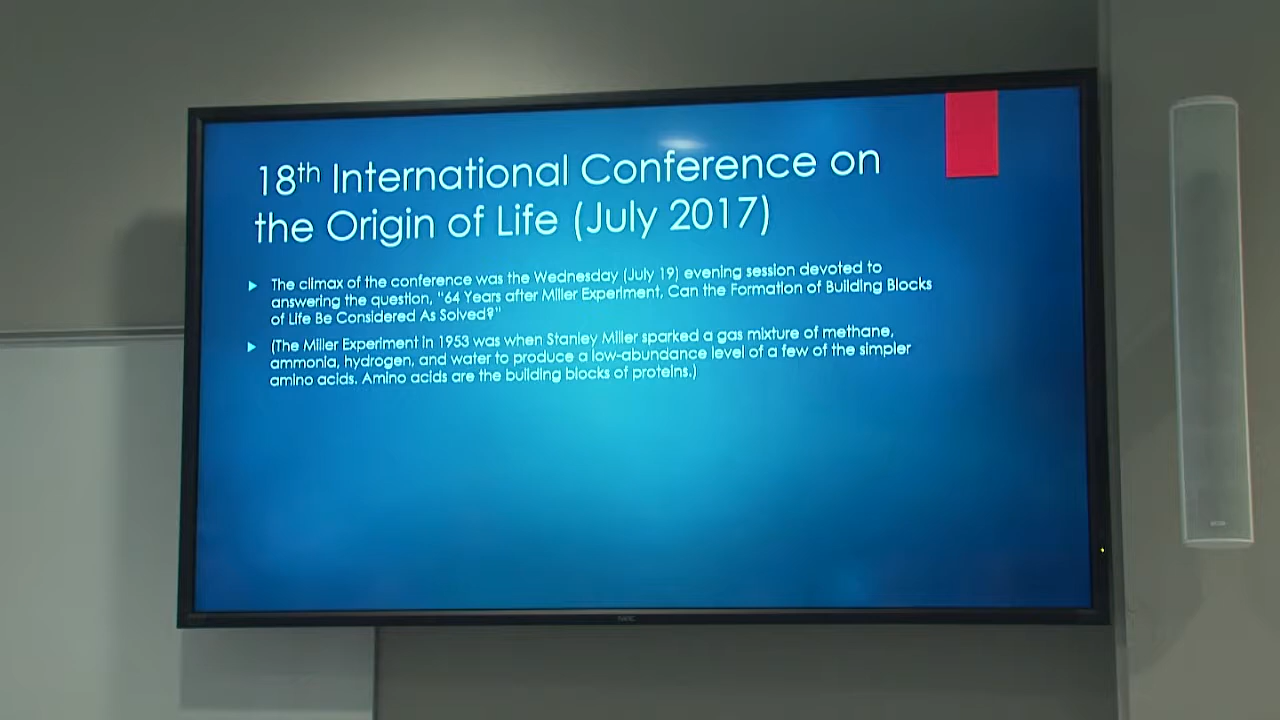 18th International Conference on
the Origin of Life (July 2017)
The climax of the conference was the Wednesday (July 19) evening session devoted to
answering the question, "64 Years after Miller Experiment, Can the Formation of Building Blocks
of Life Be Considered As Solved?"
(The Miller Experiment in 1953 was when Stanley Miller sparked a gas mixture of methane,
ammonia, hydrogen, and water to produce a low-abundance level of a few of the simpler
amino acids. Amino acids are the building blocks of proteins.)
NEC